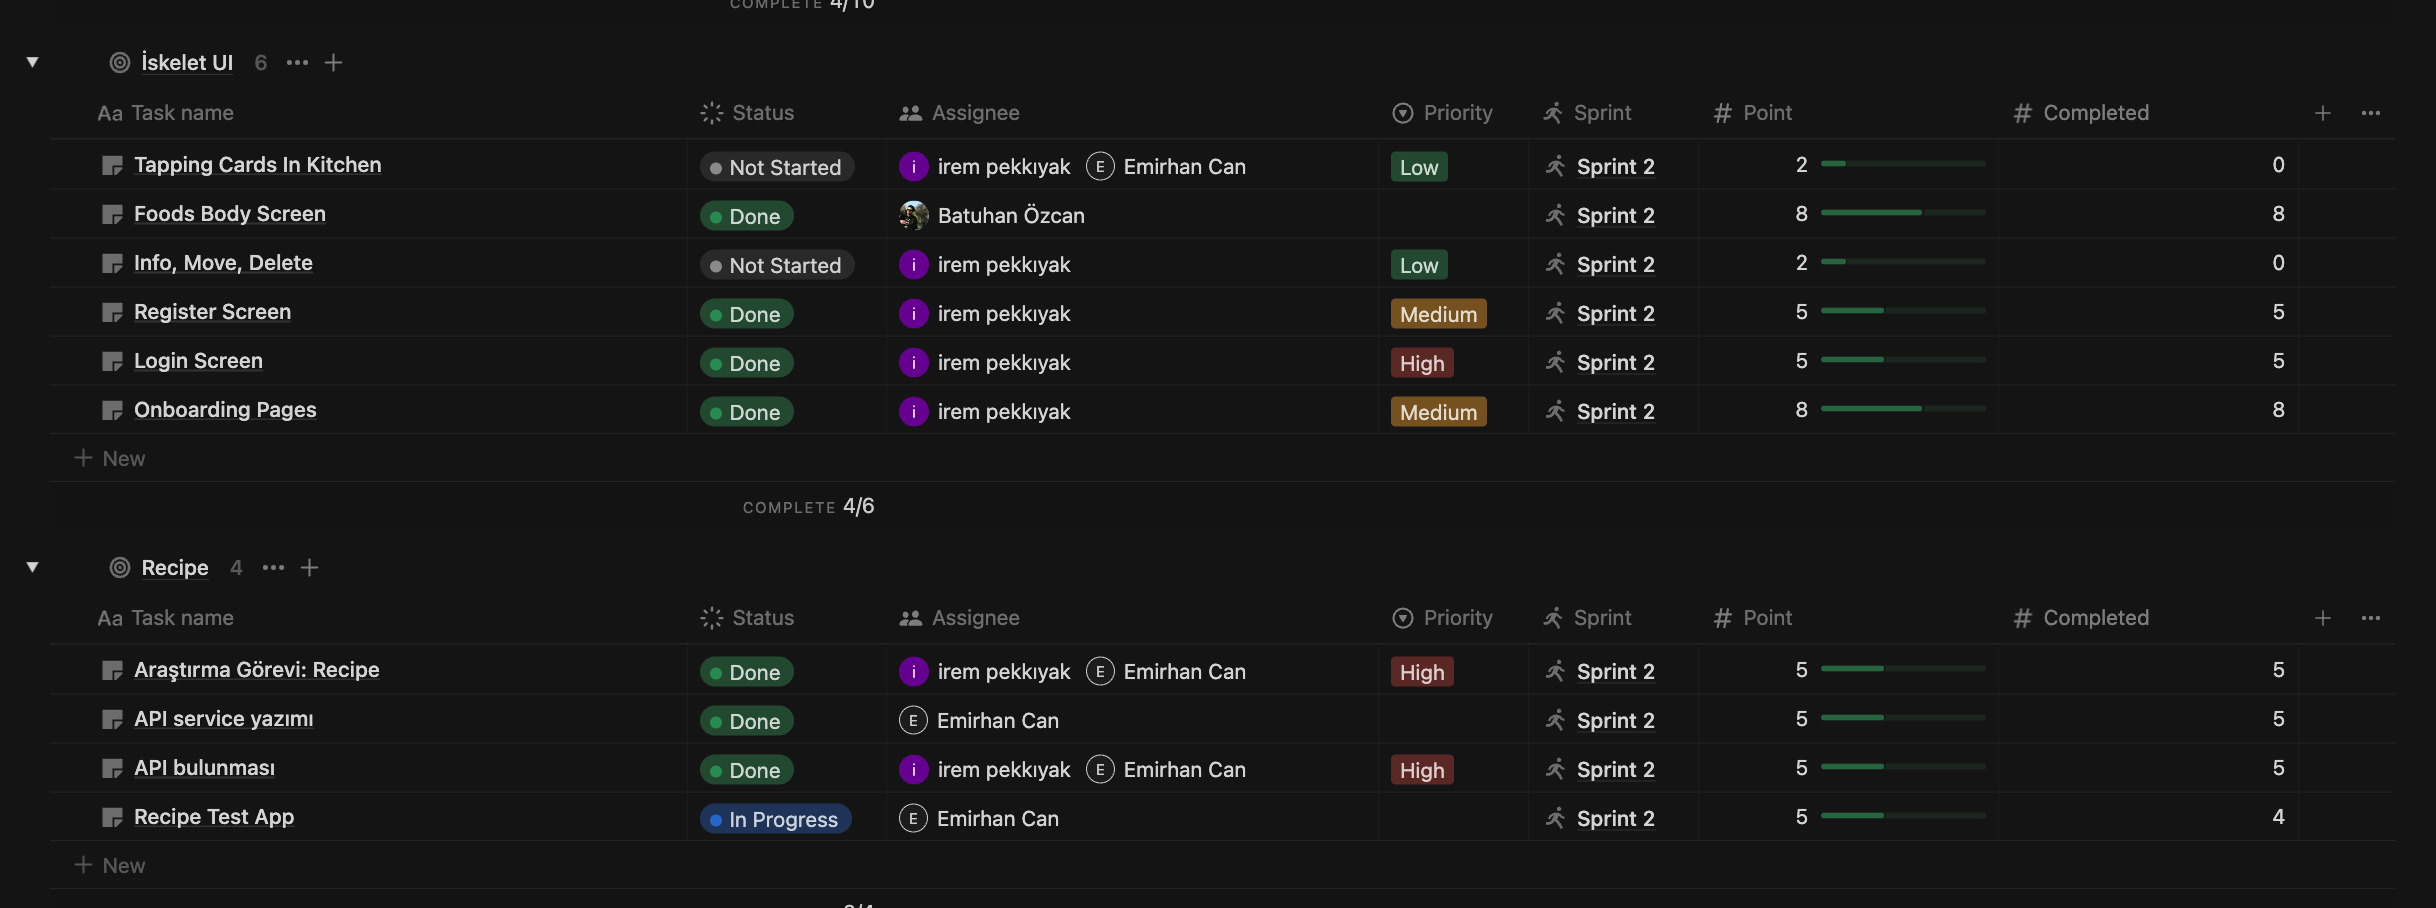 COMPLETE 4/10
İskelet UI 6
Aa Task name Status Assignee Priority Sprint # Point # Completed
Tapping Cards In Kitchen Not Started i irem pekkıyak E Emirhan Can Low Sprint 2 2 0
Foods Body Screen Done Batuhan Özcan Sprint 2 8 8
Info, Move, Delete Not Started i irem pekkıyak Low Sprint 2 2 0
Register Screen Done i irem pekkıyak Medium Sprint 2 5 5
Login Screen Done i irem pekkıyak High Sprint 2 5 5
Onboarding Pages Done i irem pekkıyak Medium Sprint 2 8 8
+ New
COMPLETE 4/6
Recipe 4
Aa Task name Status Assignee Priority Sprint # Point # Completed
Araştırma Görevi: Recipe Done i irem pekkıyak E Emirhan Can High Sprint 2 5 5
API service yazımı Done E Emirhan Can Sprint 2 5 5
API bulunması Done i irem pekkıyak E Emirhan Can High Sprint 2 5 5
Recipe Test App In Progress E Emirhan Can Sprint 2 5 4
+ New